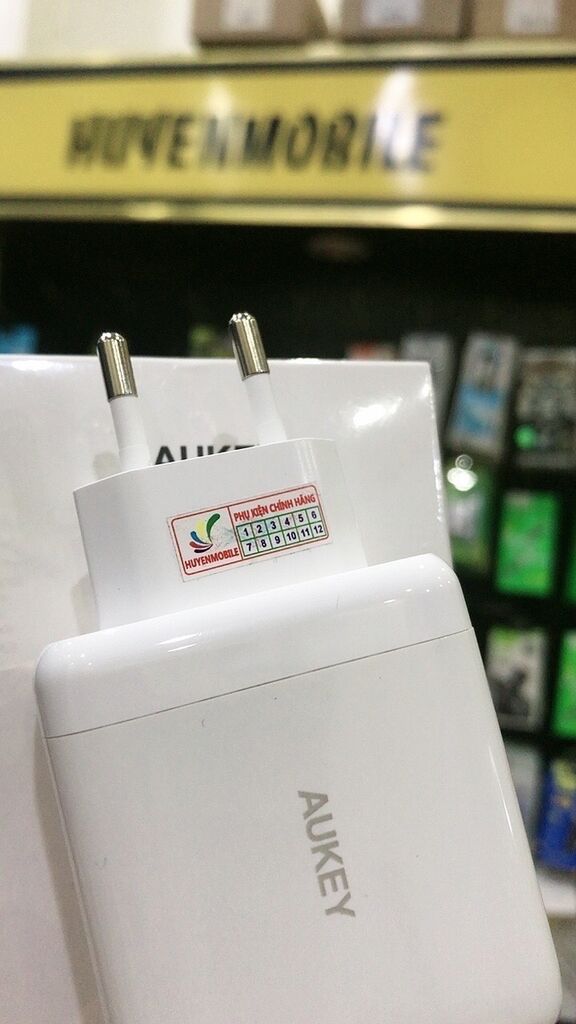 HUYENMOBILE
AUKEY
PHỤ KIỆN CHÍNH HÃNG
1 2 3 4 5 6
7 8 9 10 11 12
HUYENMOBILE
AUKEY